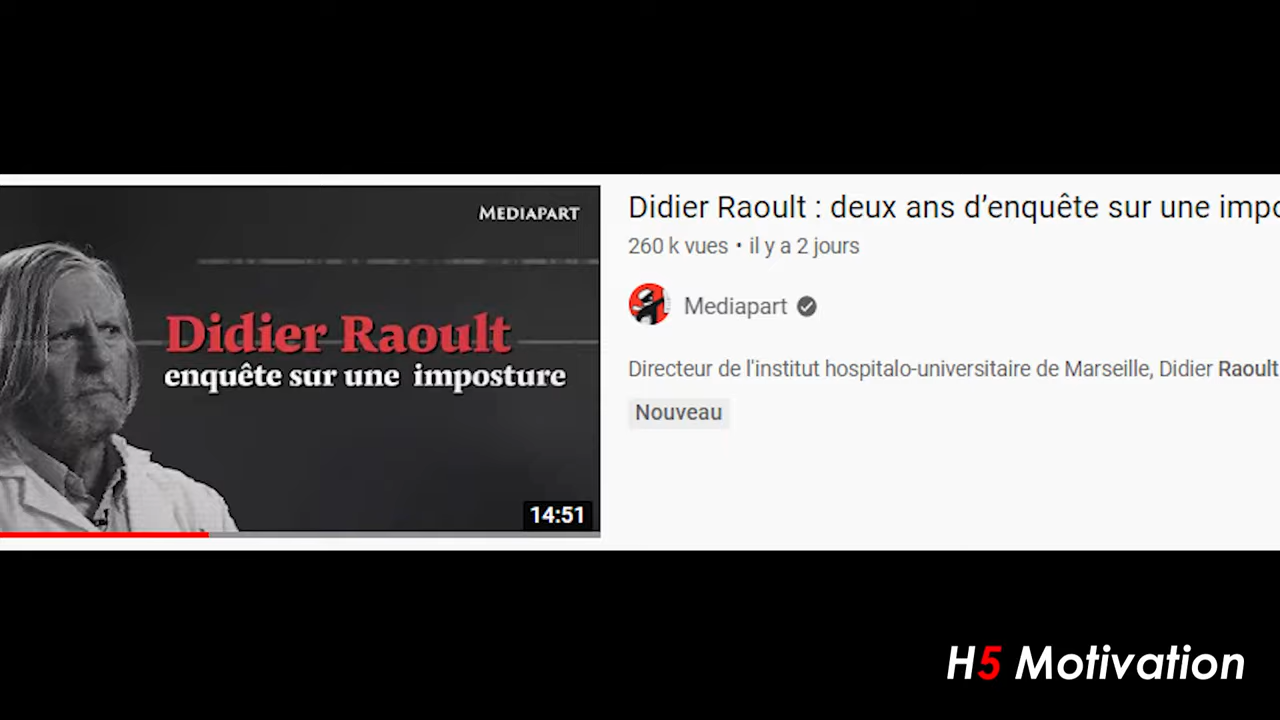 MEDIAPART
Didier Raoult
enquête sur une imposture
14:51
Didier Raoult : deux ans d’enquête sur une impo
260 k vues • il y a 2 jours
Mediapart
Directeur de l'institut hospitalo-universitaire de Marseille, Didier Raoult
Nouveau
H5 Motivation